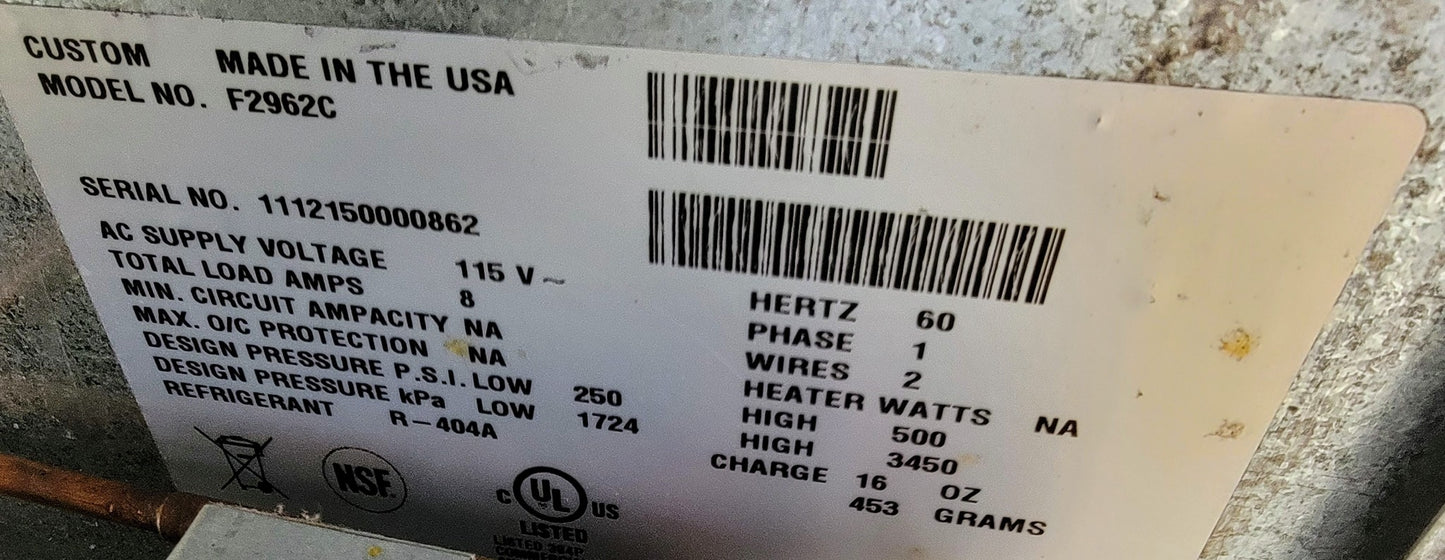 CUSTOM MADE IN THE USA
MODEL NO. F2962C
SERIAL NO. 1112150000862
AC SUPPLY VOLTAGE 115 V~ HERTZ 60
TOTAL LOAD AMPS 8 PHASE 1
MIN. CIRCUIT AMPACITY NA WIRES 2
MAX. O/C PROTECTION NA HEATER WATTS NA
DESIGN PRESSURE P.S.I. LOW 250 HIGH 500
DESIGN PRESSURE kPa LOW 1724 HIGH 3450
REFRIGERANT R-404A CHARGE 16 OZ
453 GRAMS
NSF
C UL US
LISTED
LISTED